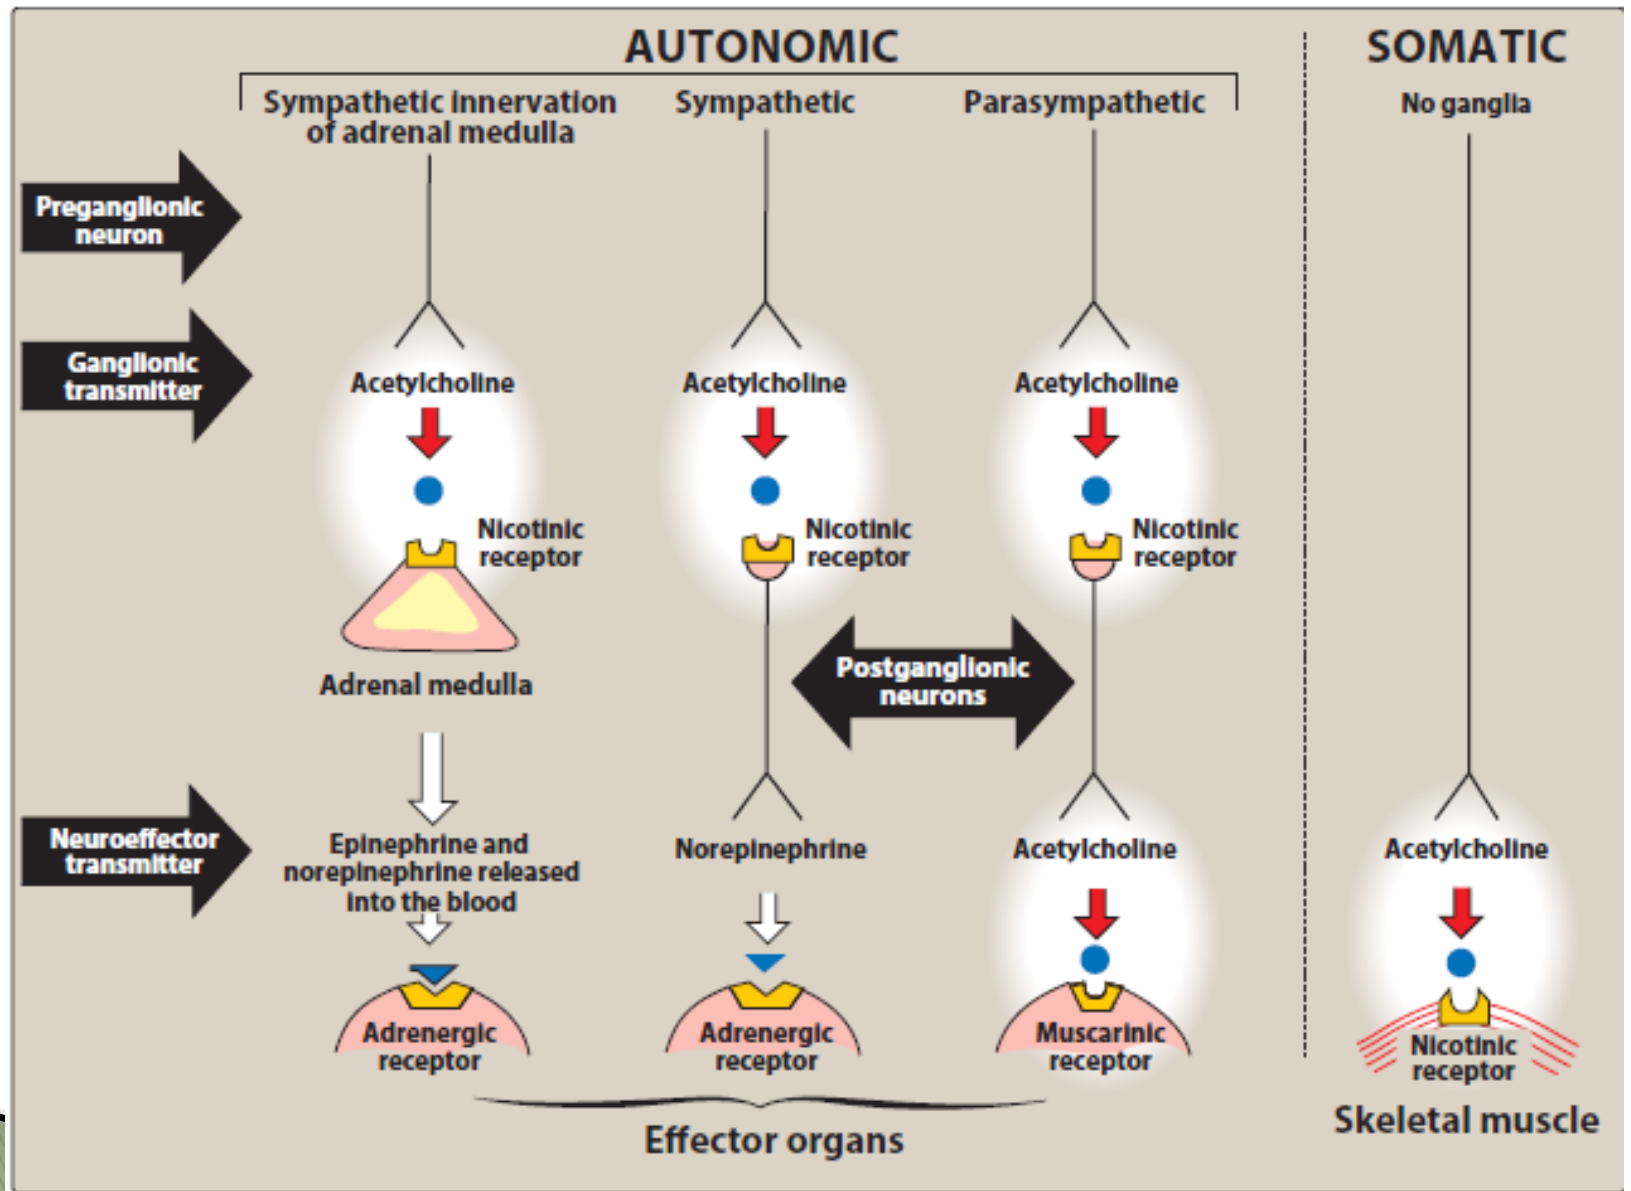 AUTONOMIC
SOMATIC
Sympathetic innervation
of adrenal medulla
Sympathetic
Parasympathetic
No ganglia
Preganglionic
neuron
Ganglionic
transmitter
Acetylcholine
Acetylcholine
Acetylcholine
Nicotinic
receptor
Nicotinic
receptor
Nicotinic
receptor
Adrenal medulla
Postganglionic
neurons
Neuroeffector
transmitter
Epinephrine and
norepinephrine released
into the blood
Norepinephrine
Acetylcholine
Acetylcholine
Adrenergic
receptor
Adrenergic
receptor
Muscarinic
receptor
Nicotinic
receptor
Effector organs
Skeletal muscle